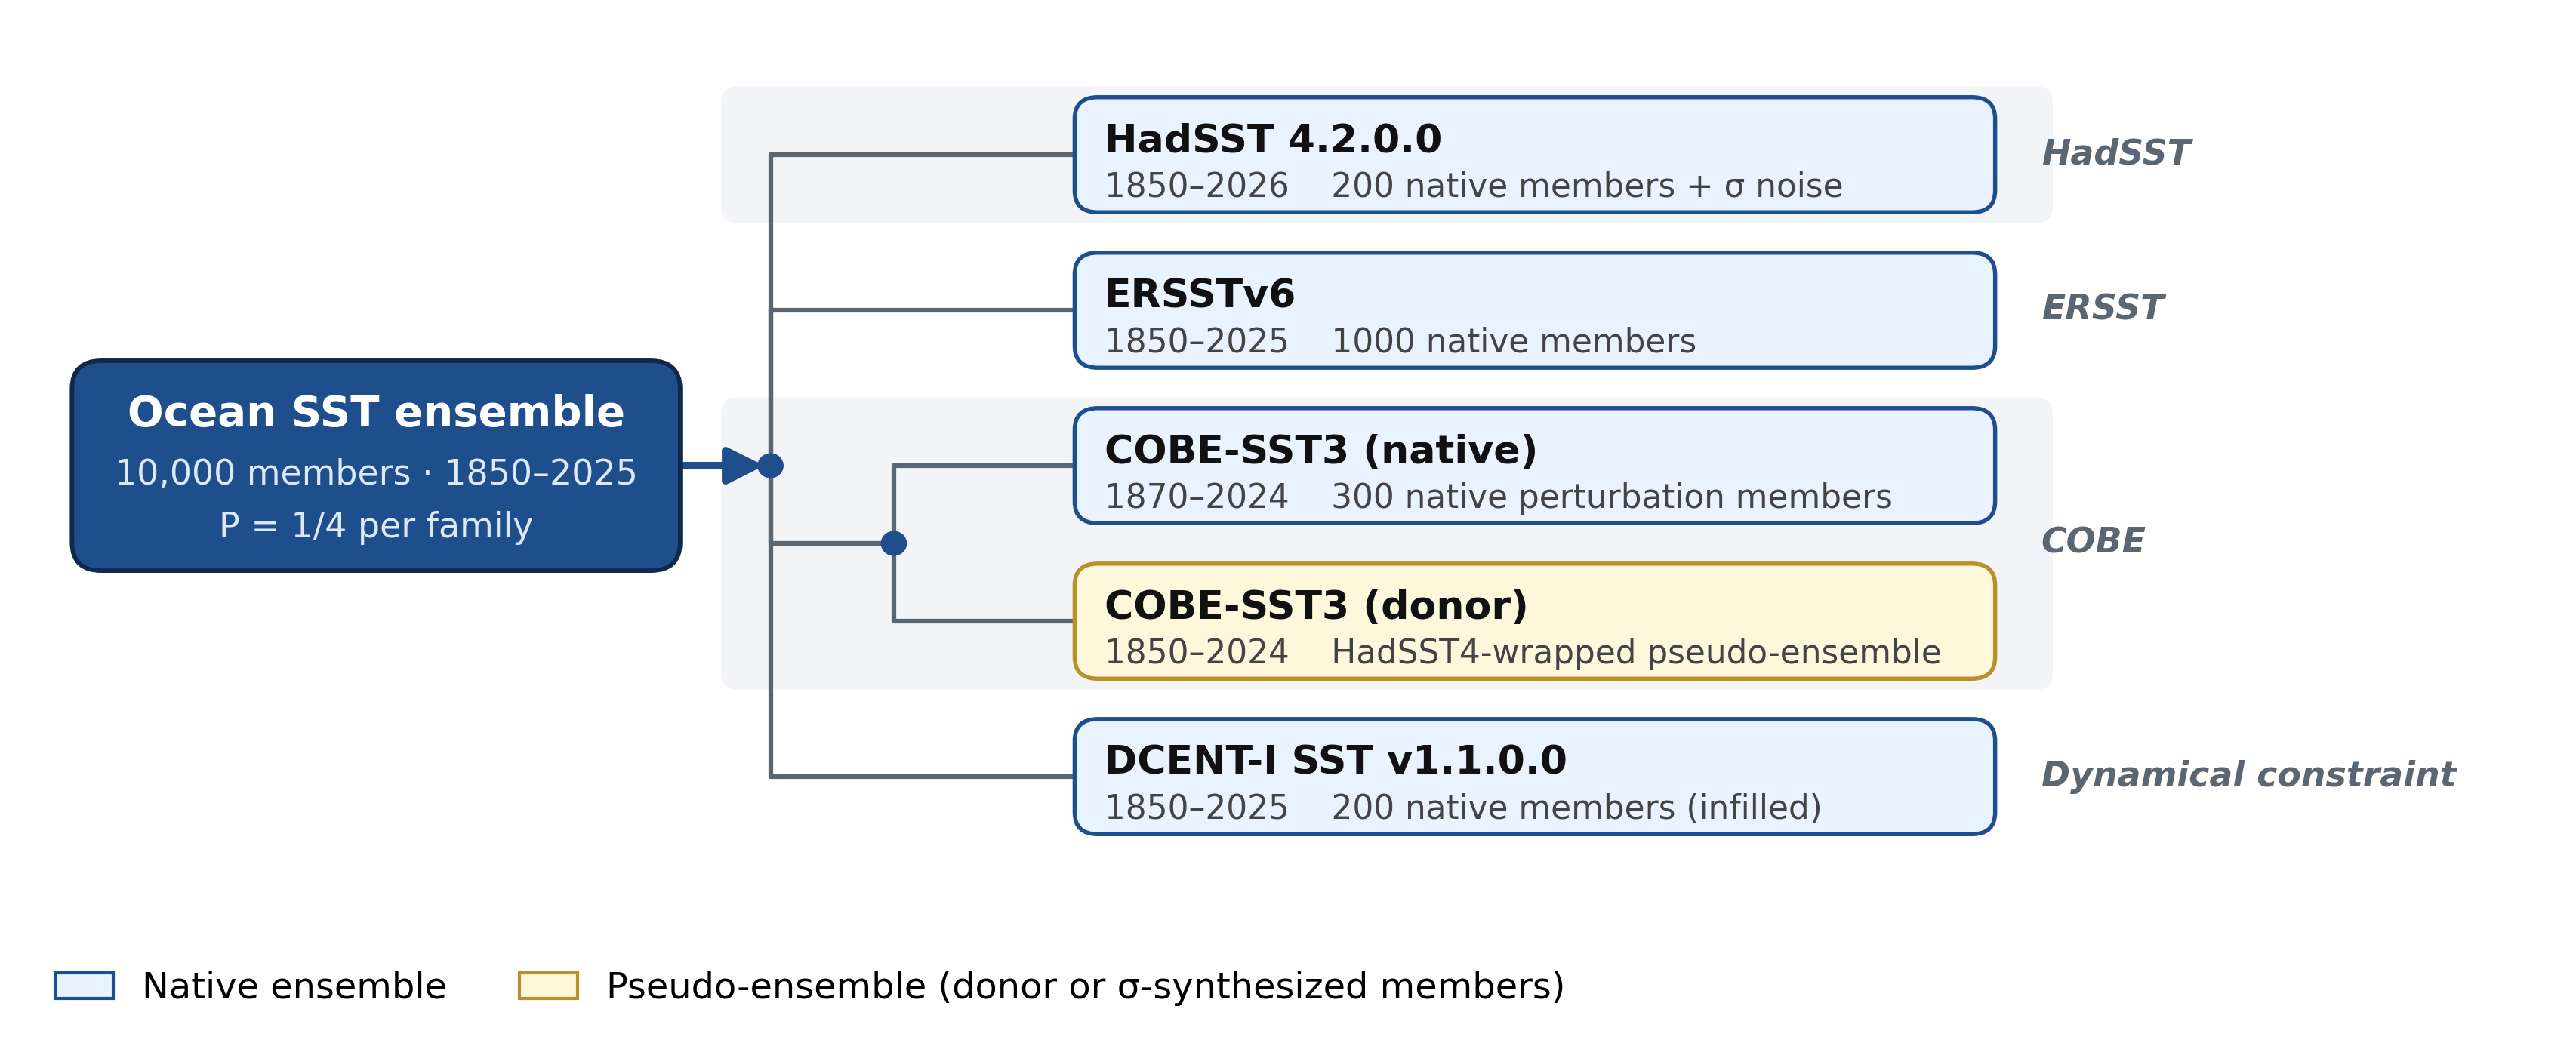 HadSST 4.2.0.0
1850–2026 200 native members + σ noise
HadSST
ERSSTv6
1850–2025 1000 native members
ERSST
Ocean SST ensemble
10,000 members · 1850–2025
P = 1/4 per family
COBE-SST3 (native)
1870–2024 300 native perturbation members
COBE
COBE-SST3 (donor)
1850–2024 HadSST4-wrapped pseudo-ensemble
DCENT-I SST v1.1.0.0
1850–2025 200 native members (infilled)
Dynamical constraint
Native ensemble
Pseudo-ensemble (donor or σ-synthesized members)